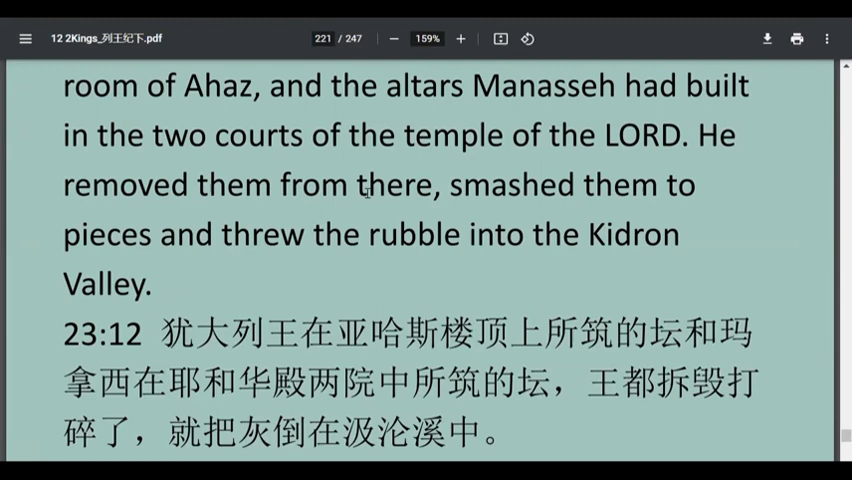 12 2Kings_列王纪下.pdf
221 / 247
159%
room of Ahaz, and the altars Manasseh had built
in the two courts of the temple of the LORD. He
removed them from there, smashed them to
pieces and threw the rubble into the Kidron
Valley.
23:12 犹大列王在亚哈斯楼顶上所筑的坛和玛
拿西在耶和华殿两院中所筑的坛，王都拆毁打
碎了，就把灰倒在汲沦溪中。